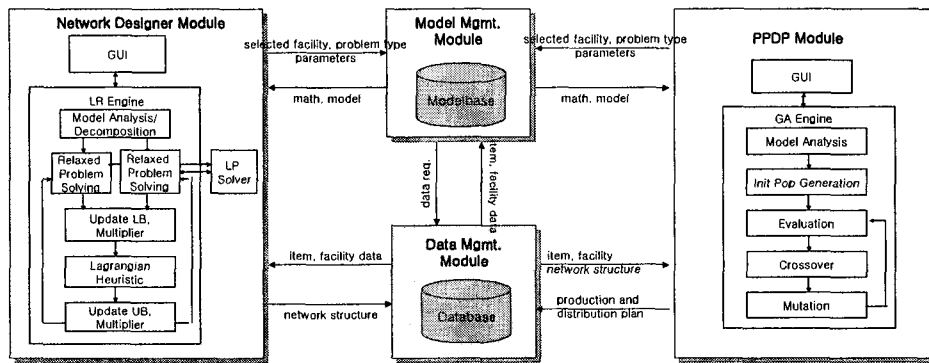 Network Designer Module
GUI
LR Engine
Model Analysis/
Decomposition
Relaxed
Problem
Solving
Relaxed
Problem
Solving
LP
Solver
Update LB,
Multiplier
Lagrangian
Heuristic
Update UB,
Multiplier
selected facility, problem type
parameters
math, model
item, facility data
network structure
Model Mgmt.
Module
Modelbase
data req.
item, facility
data
Data Mgmt.
Module
Database
selected facility, problem type
parameters
math, model
item, facility
network structure
production and
distribution plan
PPDP Module
GUI
GA Engine
Model Analysis
Init Pop Generation
Evaluation
Crossover
Mutation